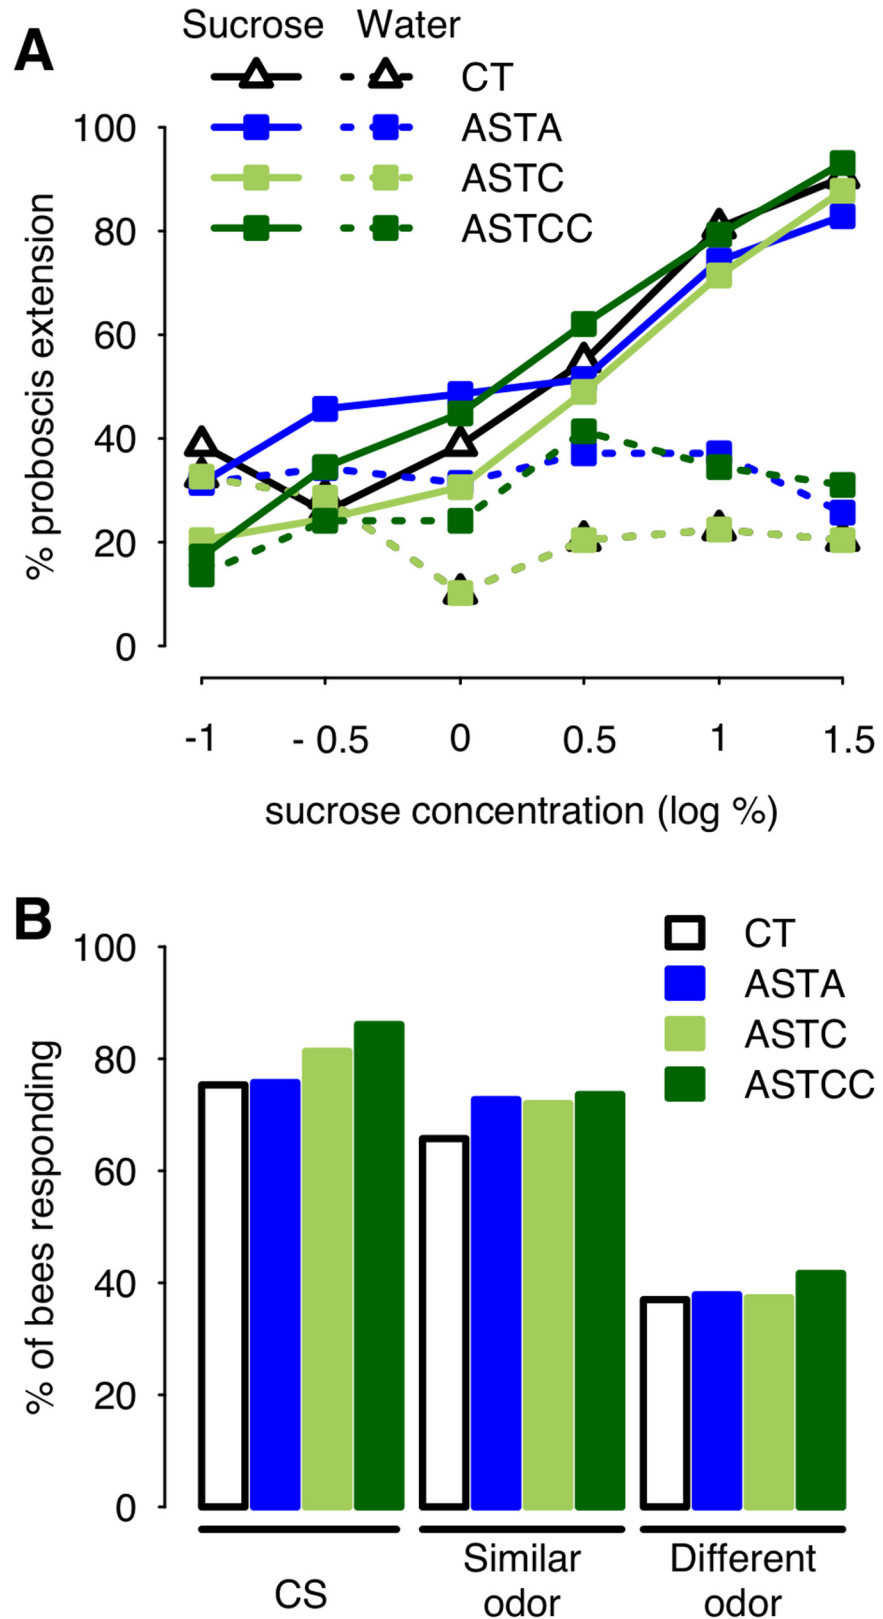 A
Sucrose Water
CT
ASTA
ASTC
ASTCC
% proboscis extension
100
80
60
40
20
0
-1 - 0.5 0 0.5 1 1.5
sucrose concentration (log %)
B
CT
ASTA
ASTC
ASTCC
% of bees responding
100
80
60
40
20
0
CS
Similar
odor
Different
odor